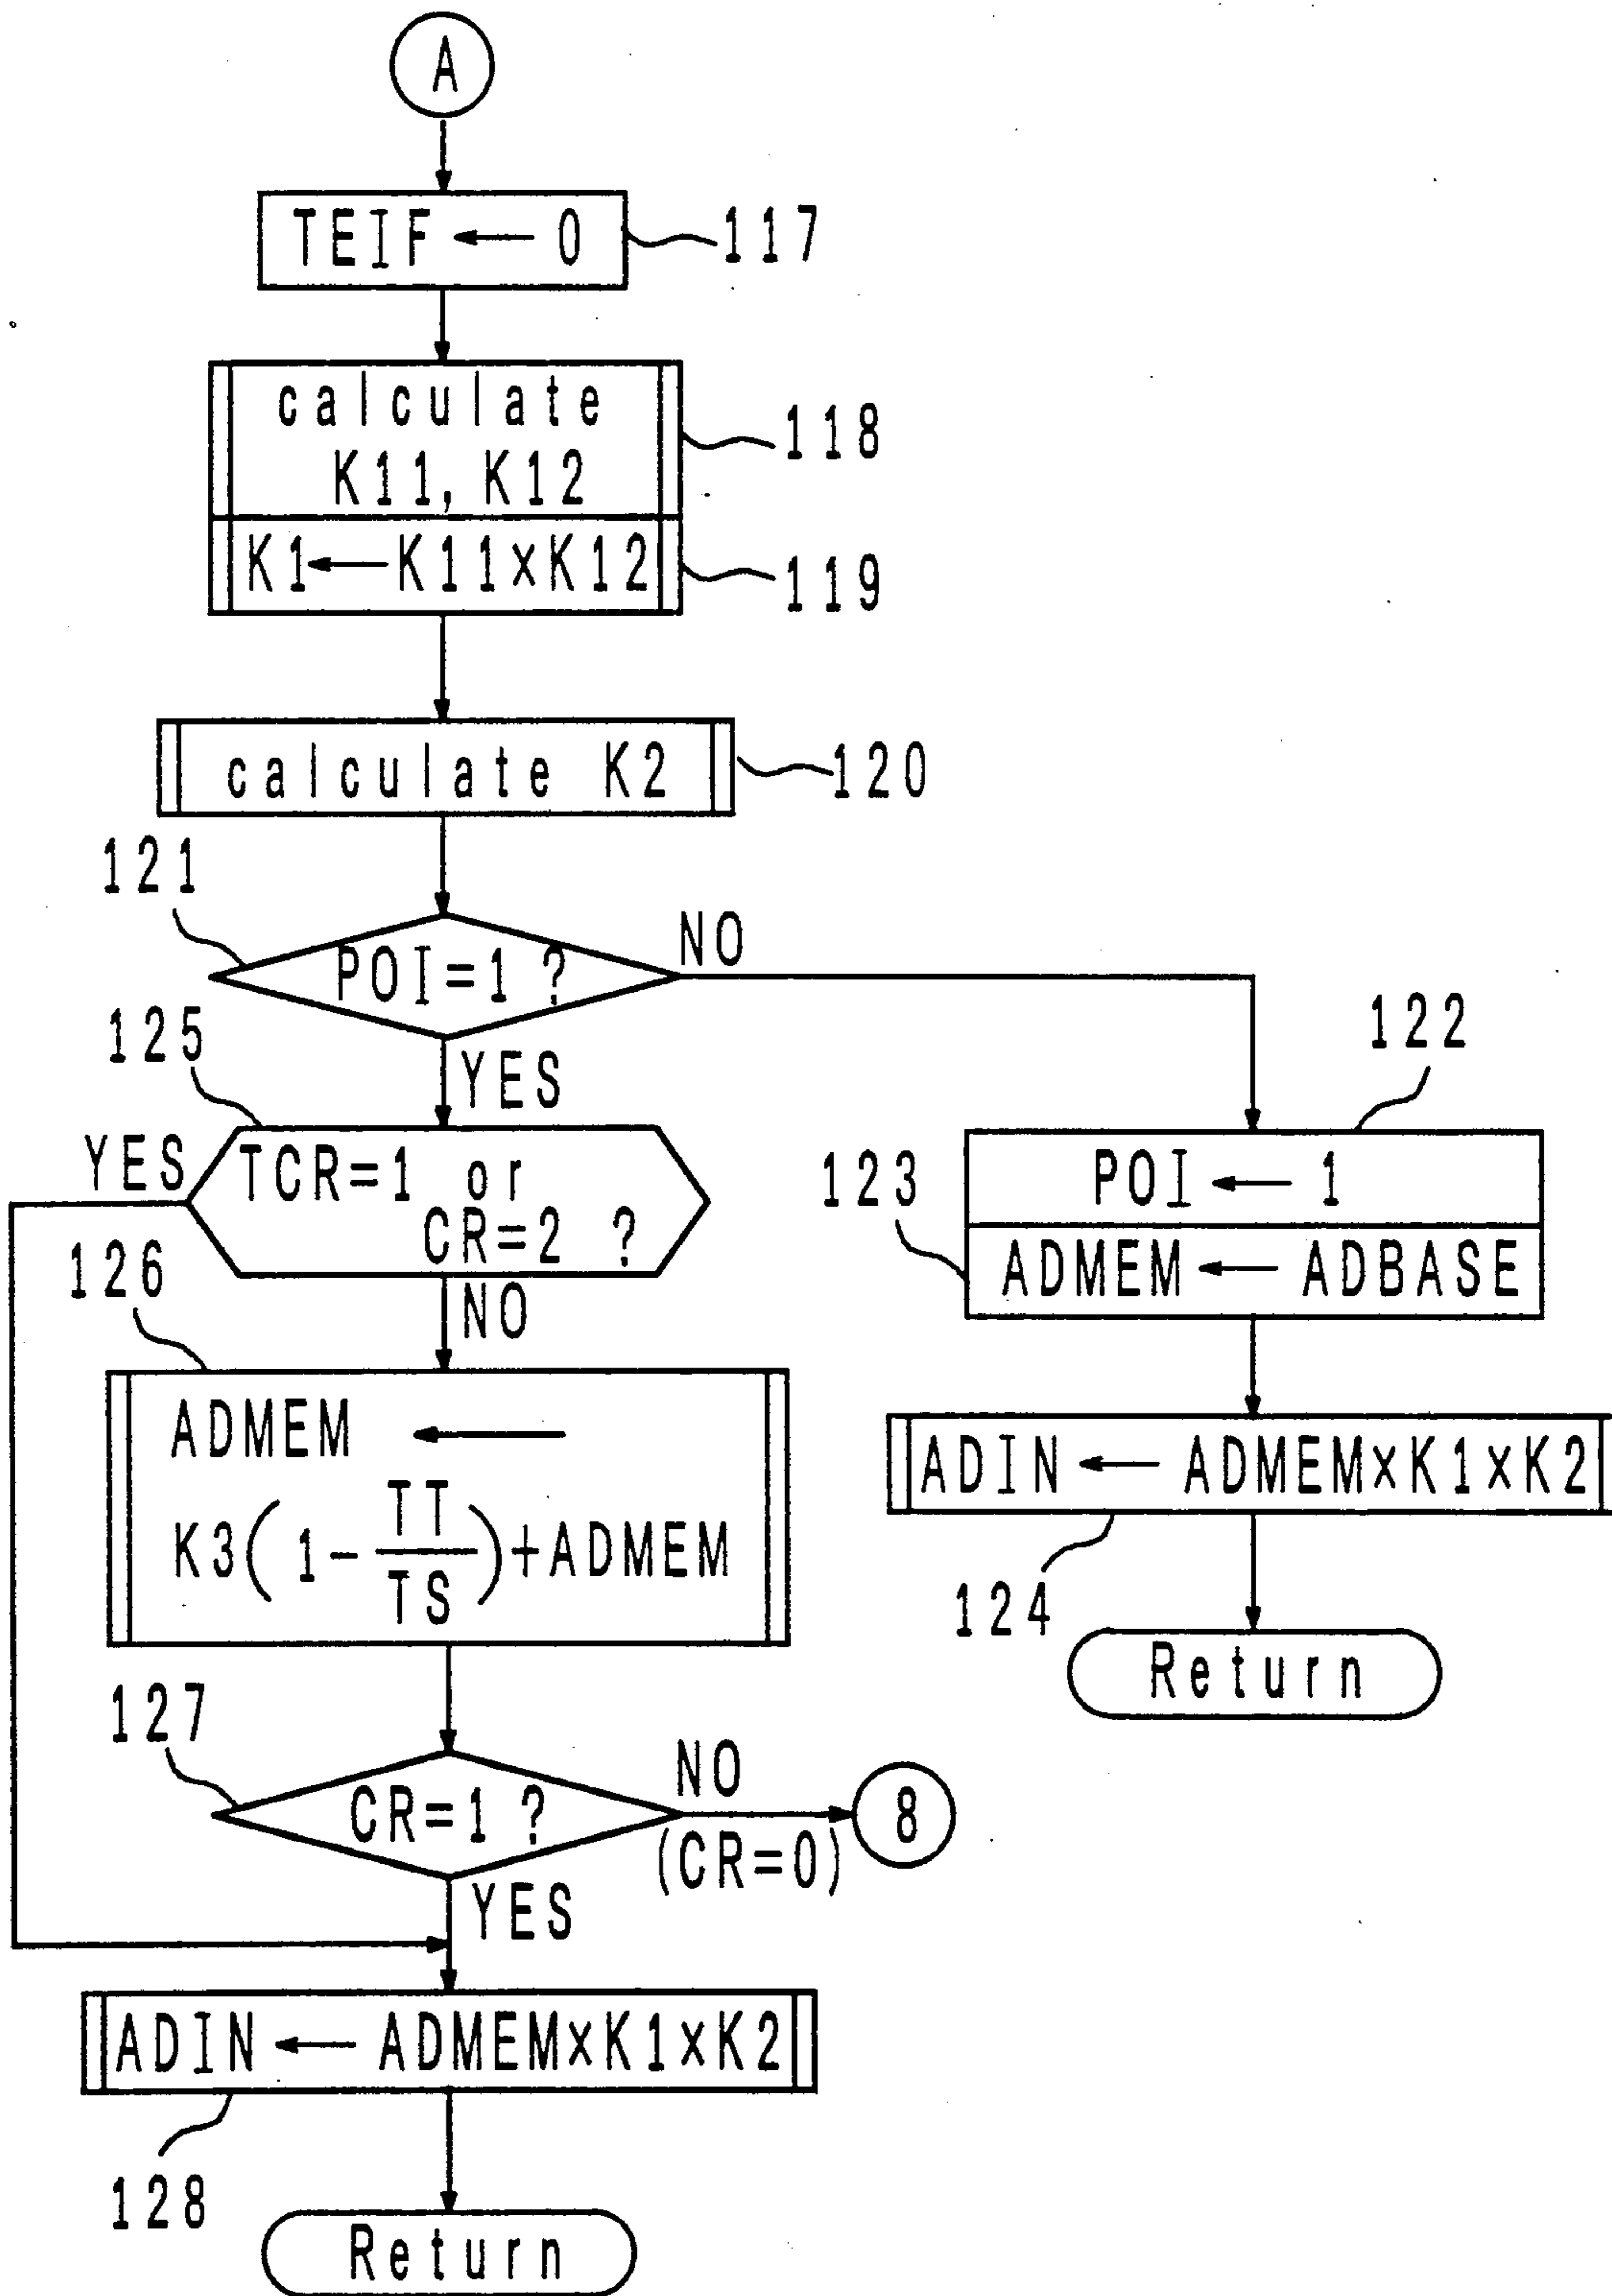 A
TEIF ← 0
117
calculate
K11, K12
118
K1 ← K11×K12
119
calculate K2
120
121
POI=1 ?
NO
YES
125
YES
TCR=1 or
CR=2 ?
NO
122
POI ← 1
123
ADMEM ← ADBASE
ADIN ← ADMEM×K1×K2
124
Return
126
ADMEM ←
K3(1-TT/TS)+ADMEM
127
CR=1 ?
NO
(CR=0)
8
YES
ADIN ← ADMEM×K1×K2
128
Return